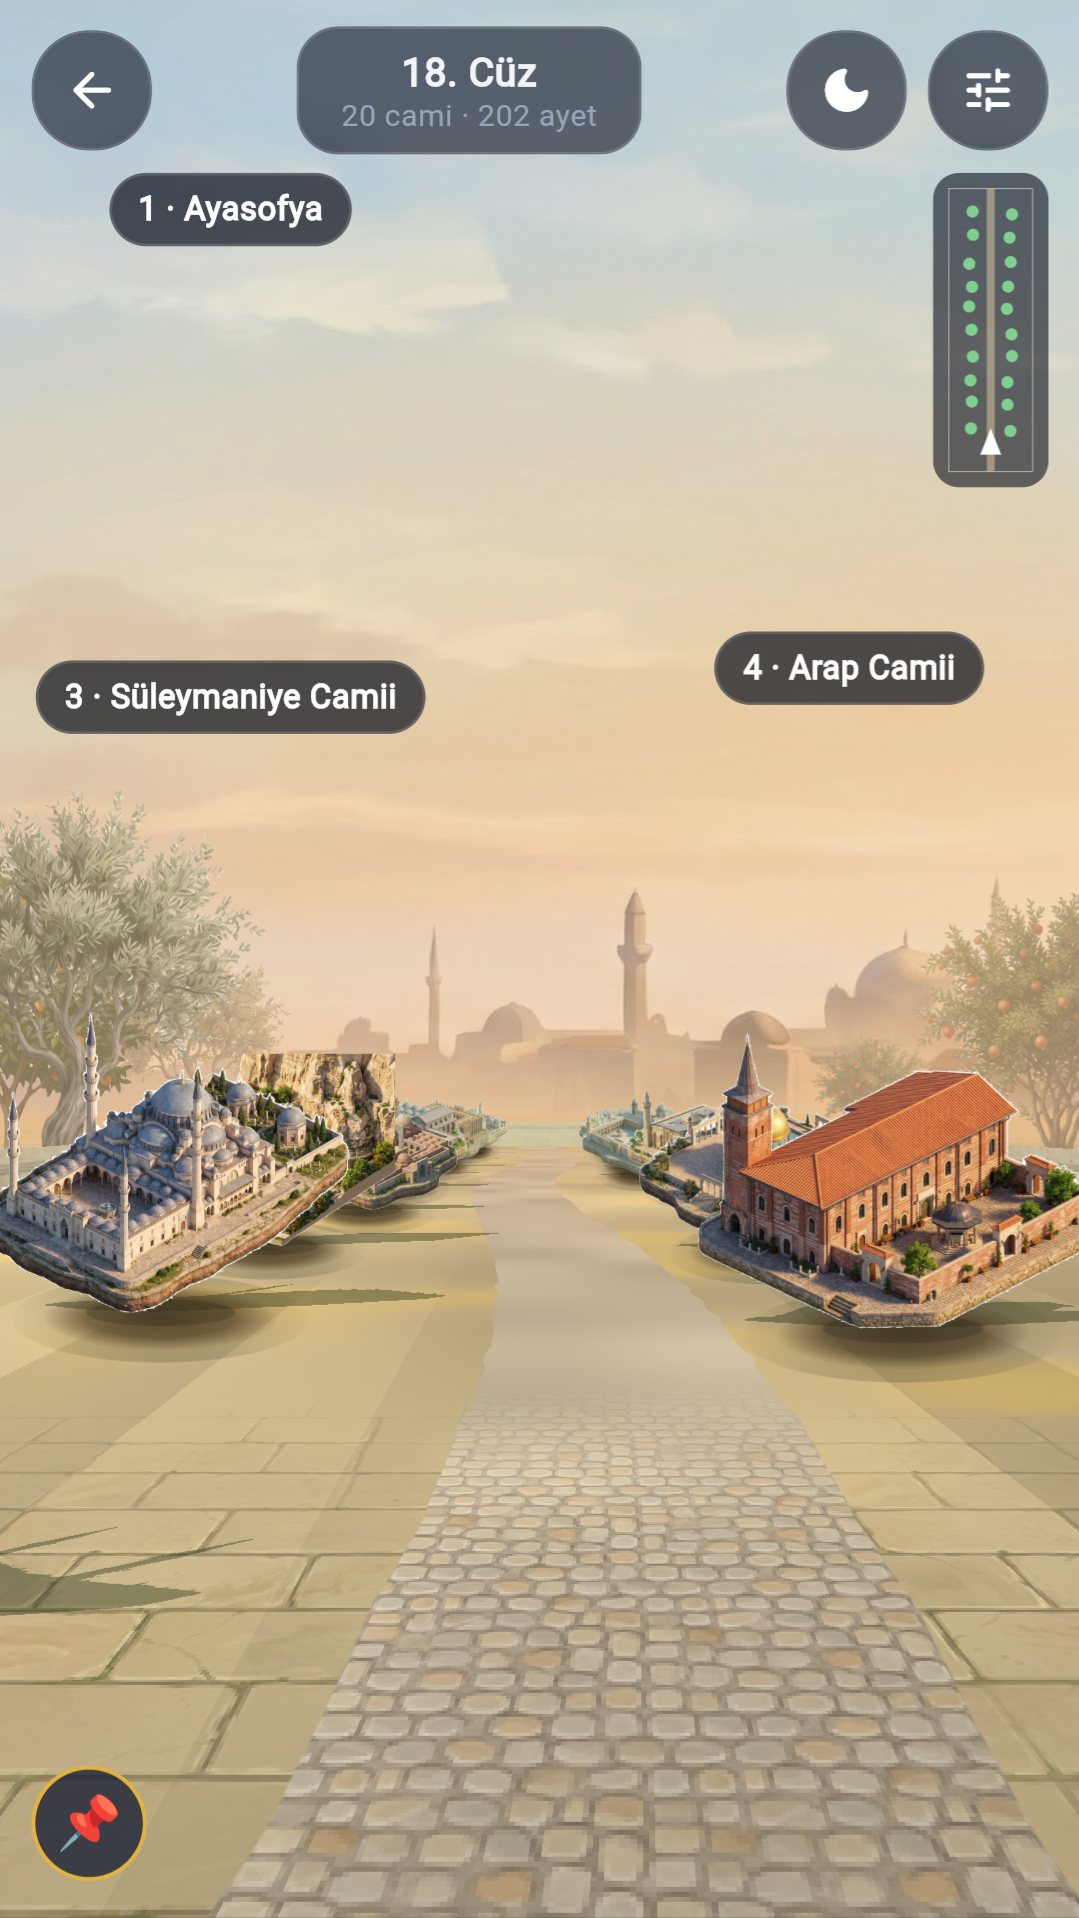 18. Cüz
20 cami · 202 ayet
1 · Ayasofya
4 · Arap Camii
3 · Süleymaniye Camii